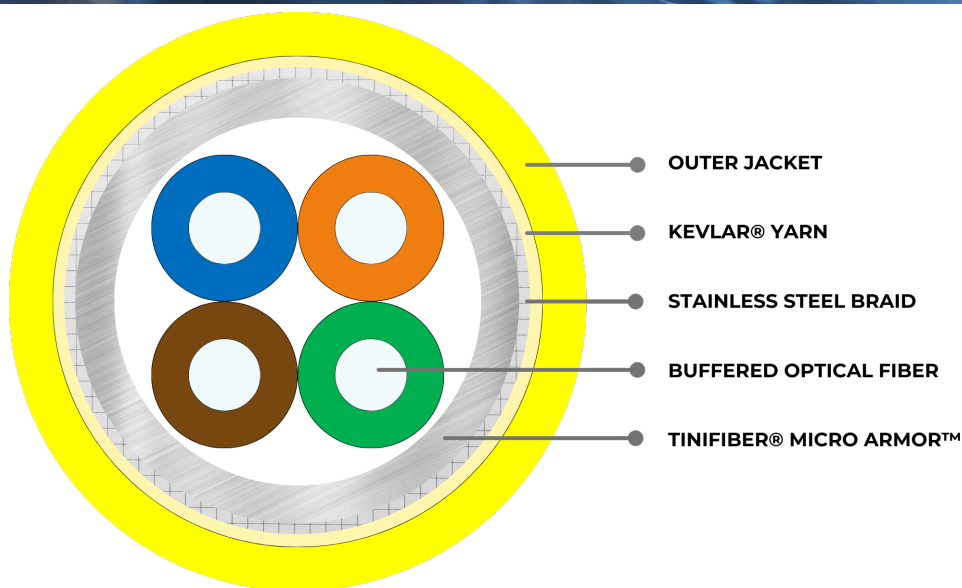 OUTER JACKET
KEVLAR® YARN
STAINLESS STEEL BRAID
BUFFERED OPTICAL FIBER
TINIFIBER® MICRO ARMOR™